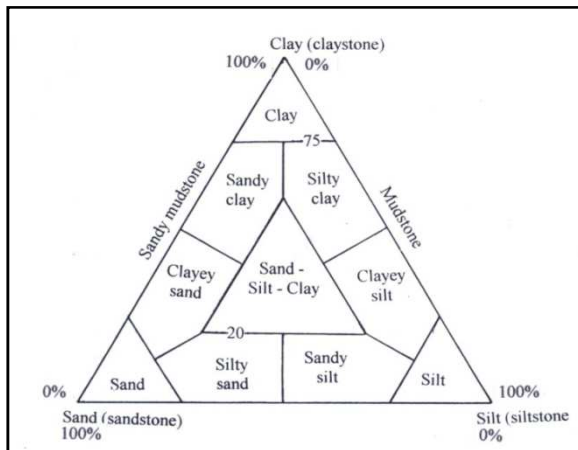 Clay (claystone)
100% 0%
Clay
75
Sandy
clay
Silty
clay
Sandy mudstone
Mudstone
Clayey
sand
Sand -
Silt - Clay
Clayey
silt
20
Sand
Silty
sand
Sandy
silt
Silt
0%
100%
Sand (sandstone)
100%
Silt (siltstone
0%